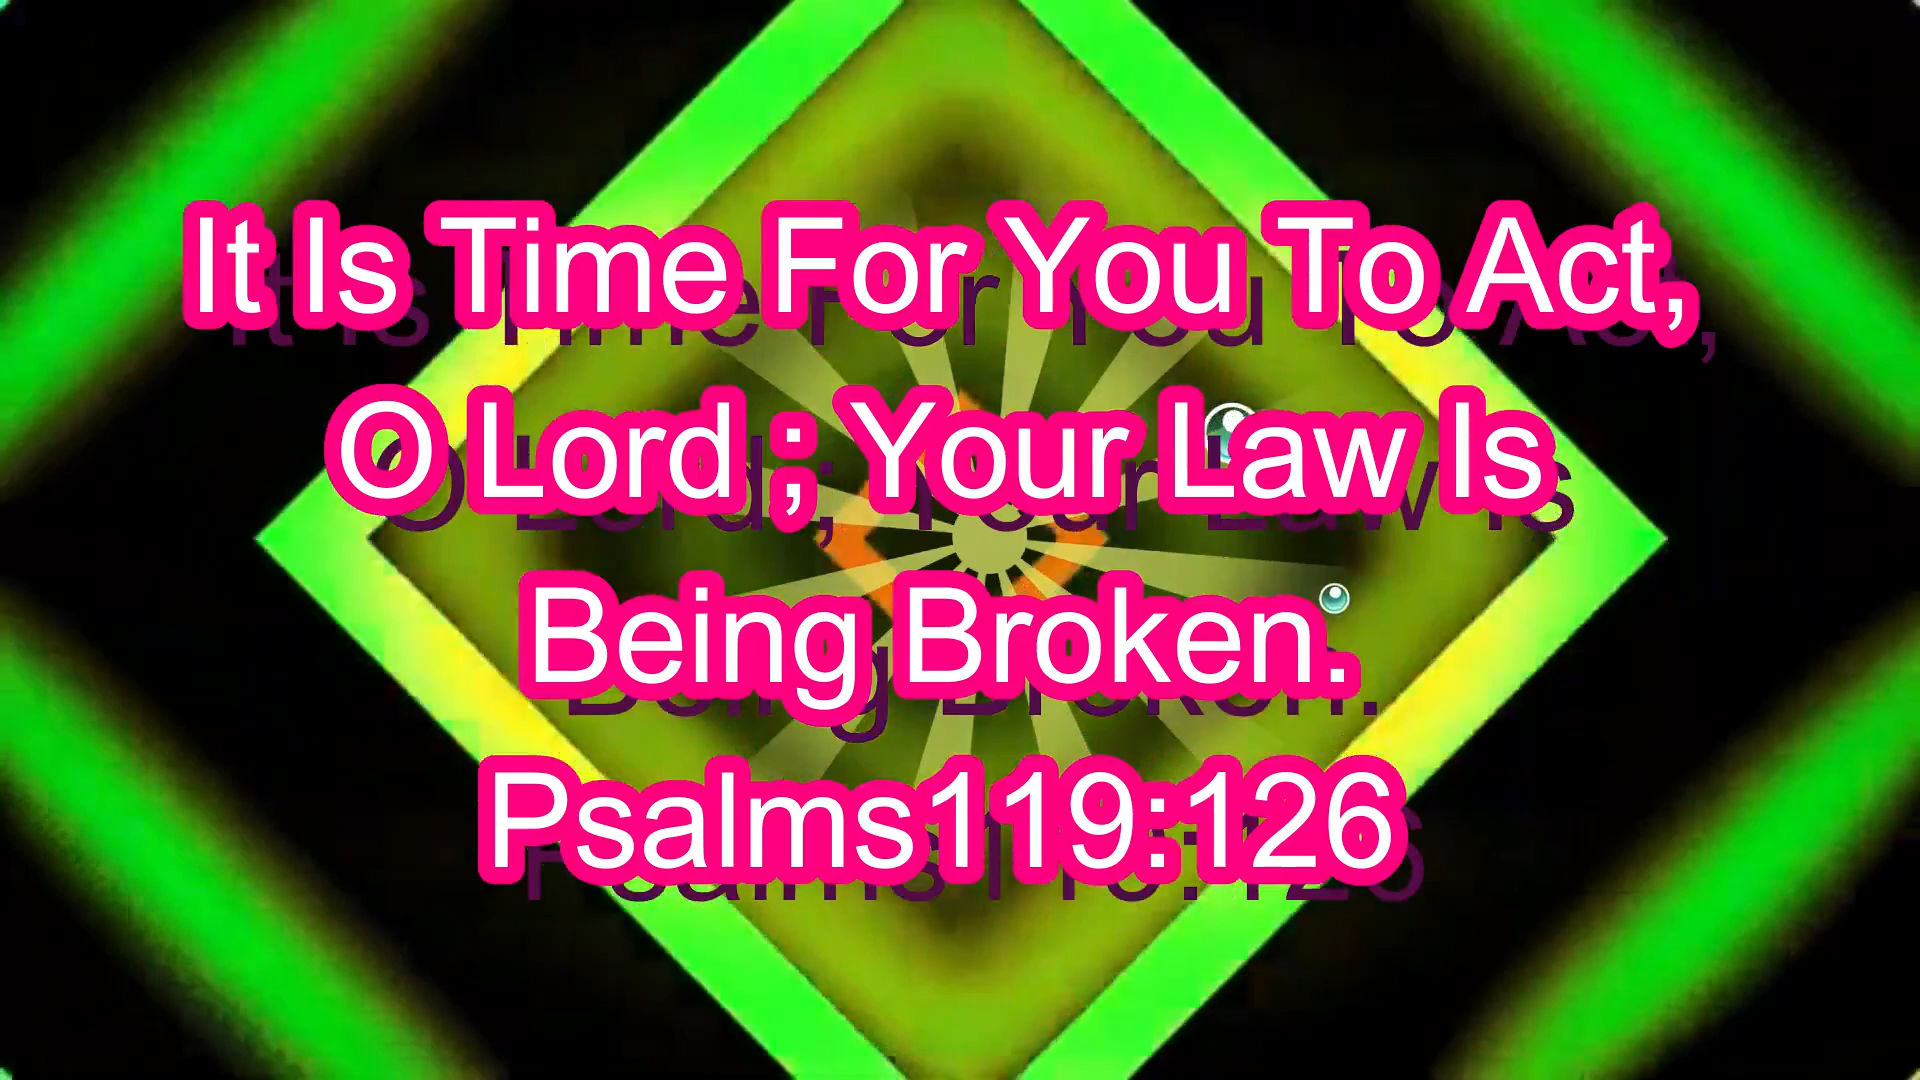 It Is Time For You To Act,
O Lord ; Your Law Is
Being Broken.
Psalms119:126